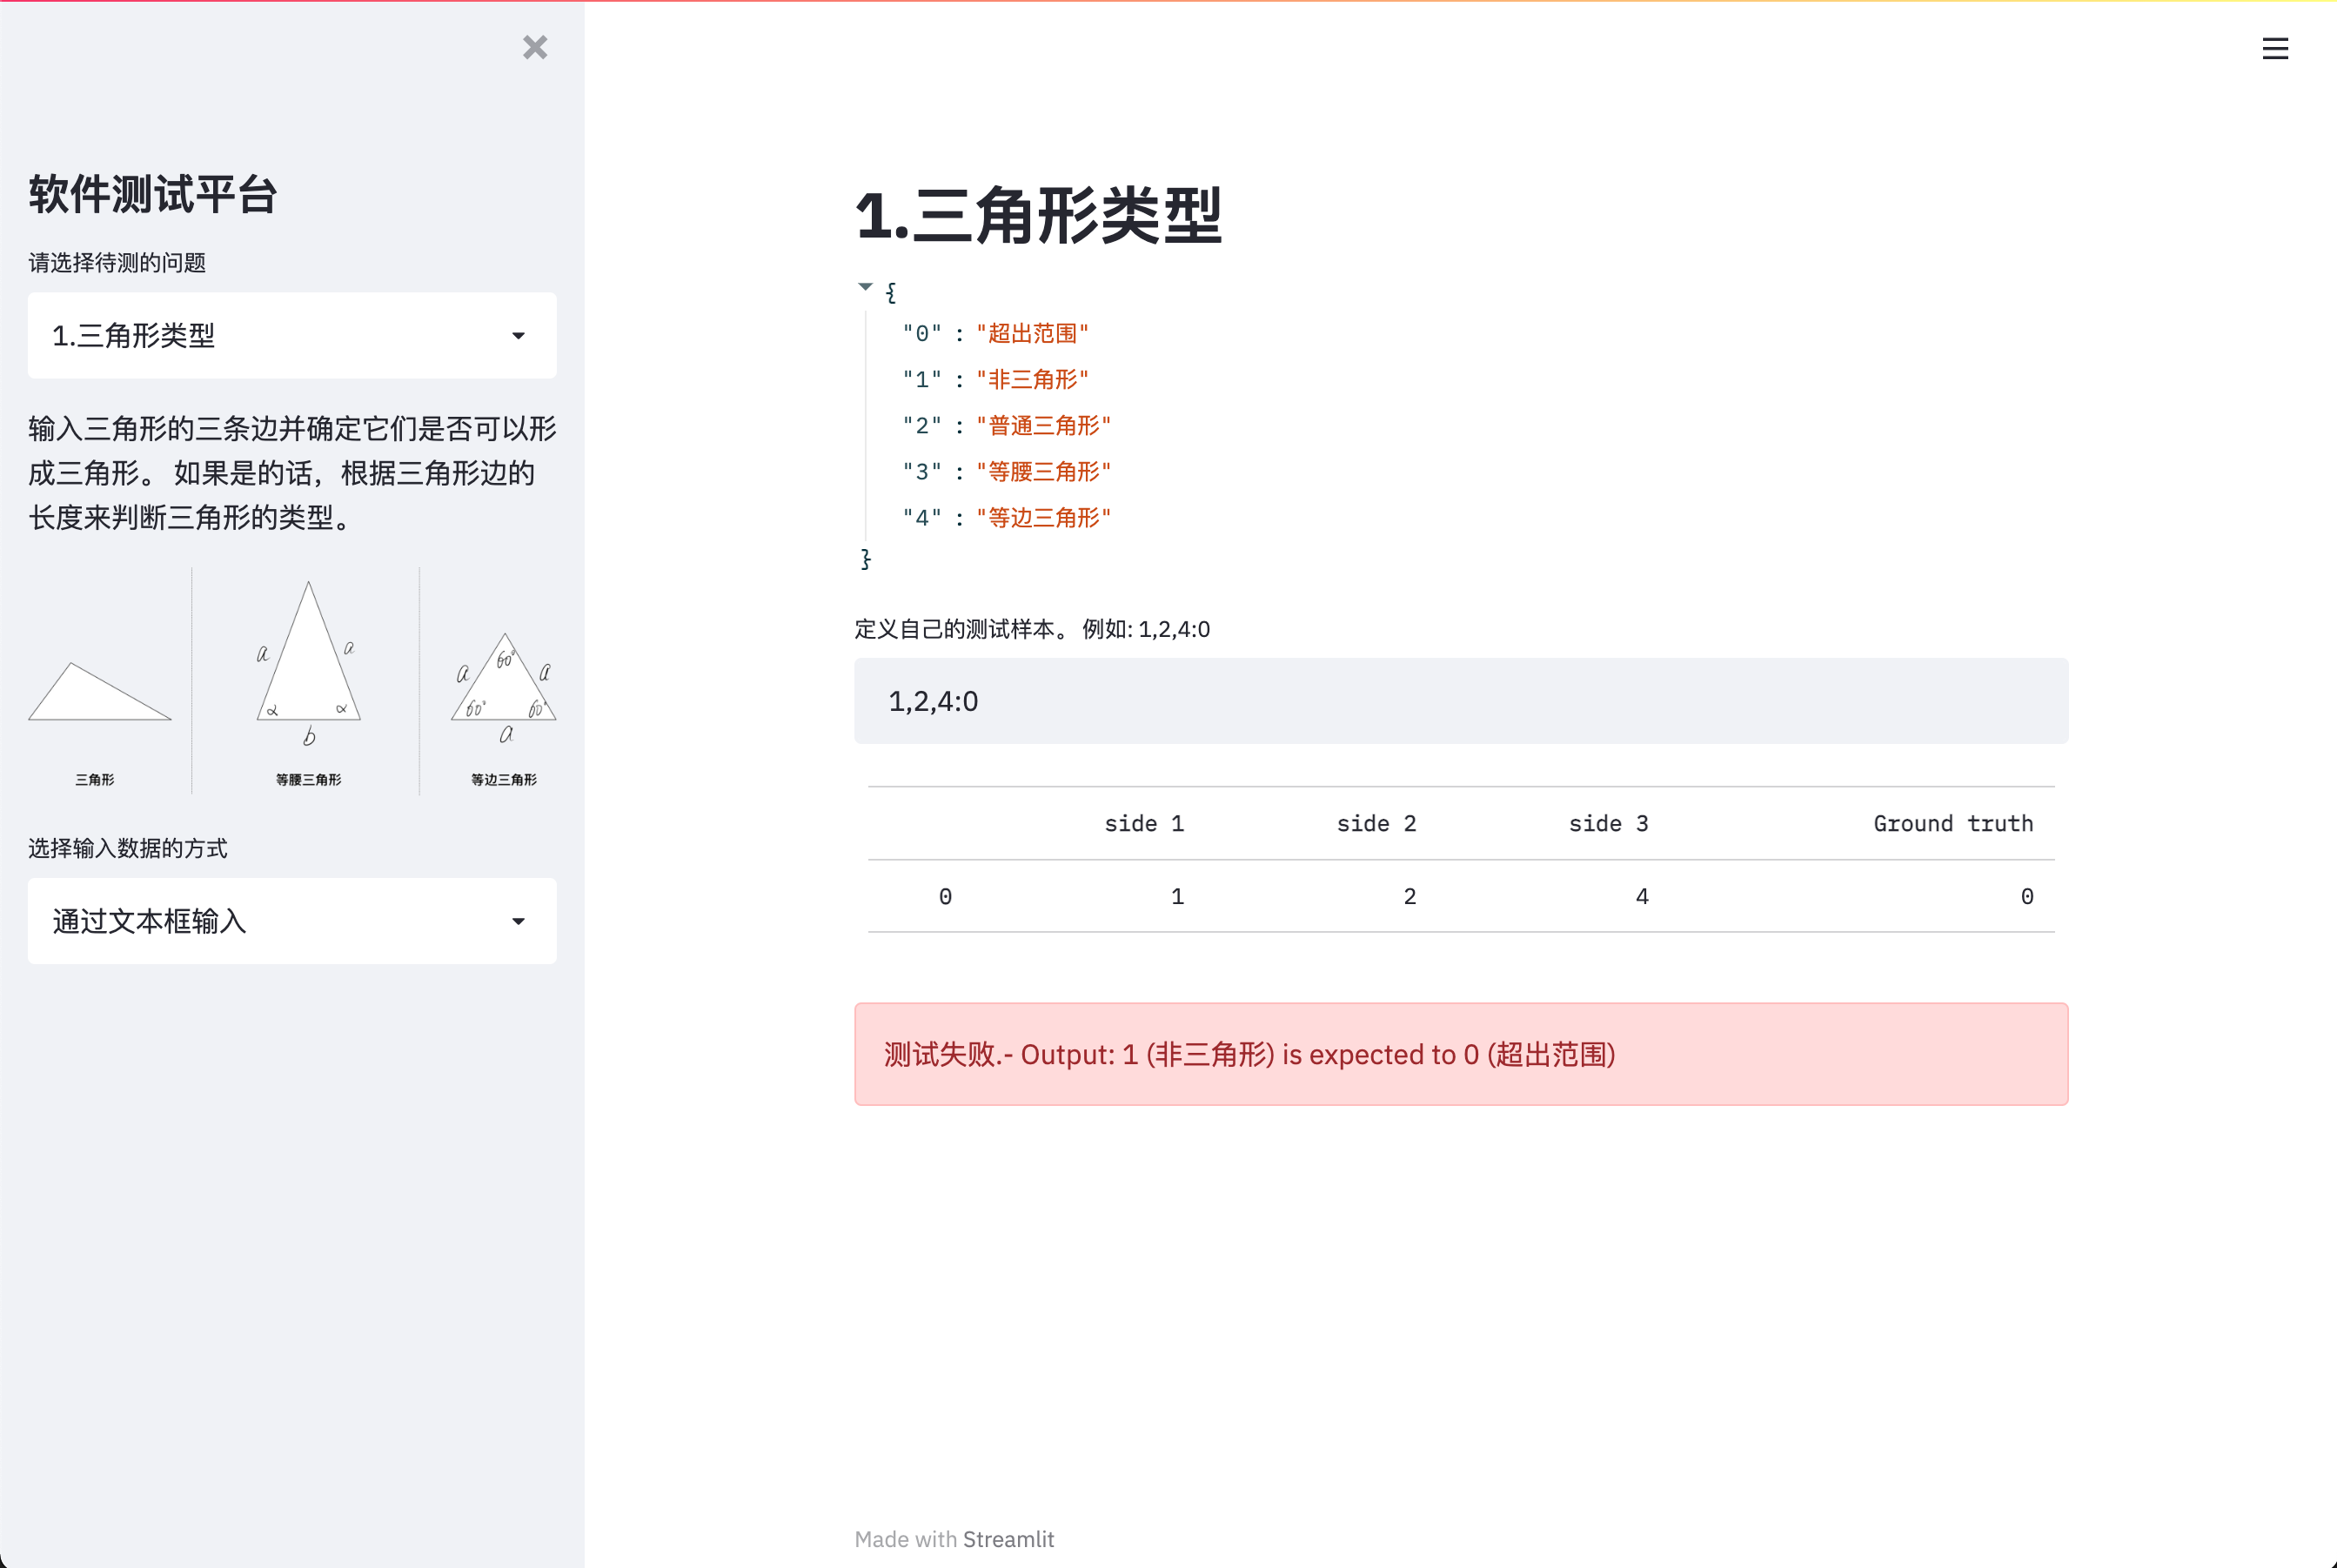 软件测试平台
请选择待测的问题
1.三角形类型
输入三角形的三条边并确定它们是否可以形
成三角形。 如果是的话，根据三角形边的
长度来判断三角形的类型。
a a α α b
a a 60° 60° 60° a
三角形 等腰三角形 等边三角形
选择输入数据的方式
通过文本框输入
1.三角形类型
{
"0" : "超出范围"
"1" : "非三角形"
"2" : "普通三角形"
"3" : "等腰三角形"
"4" : "等边三角形"
}
定义自己的测试样本。 例如: 1,2,4:0
1,2,4:0
side 1 side 2 side 3 Ground truth
0 1 2 4 0
测试失败.- Output: 1 (非三角形) is expected to 0 (超出范围)
Made with Streamlit